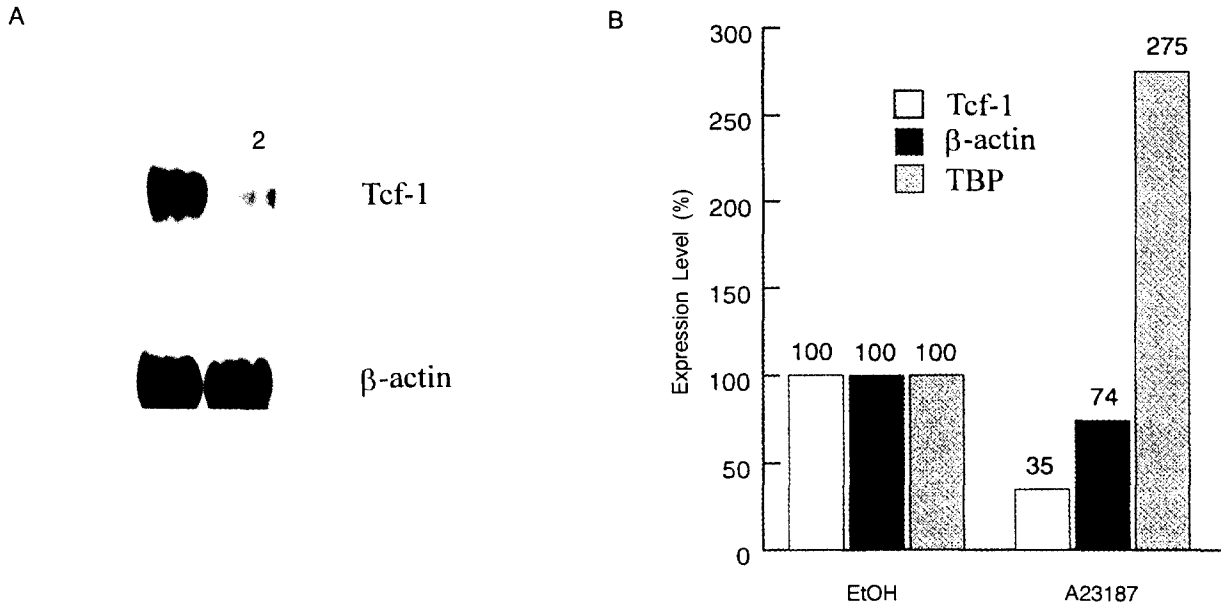 A
2
Tcf-1
β-actin
B
Expression Level (%)
300
250
200
150
100
50
0
Tcf-1
β-actin
TBP
100 100 100
35
74
275
EtOH
A23187